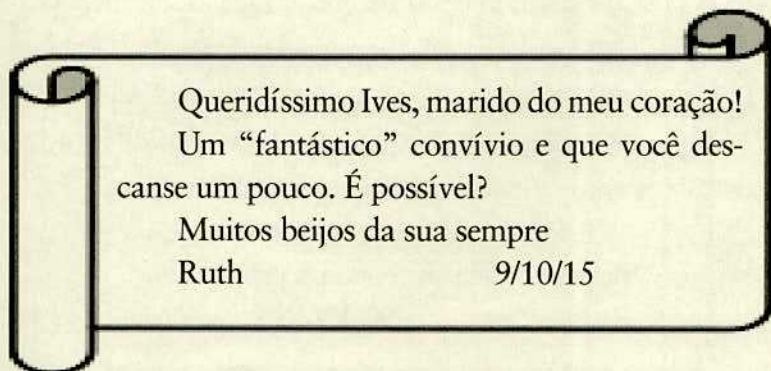 Queridíssimo Ives, marido do meu coração!
Um “fantástico” convívio e que você des-
canse um pouco. É possível?
Muitos beijos da sua sempre
Ruth 9/10/15